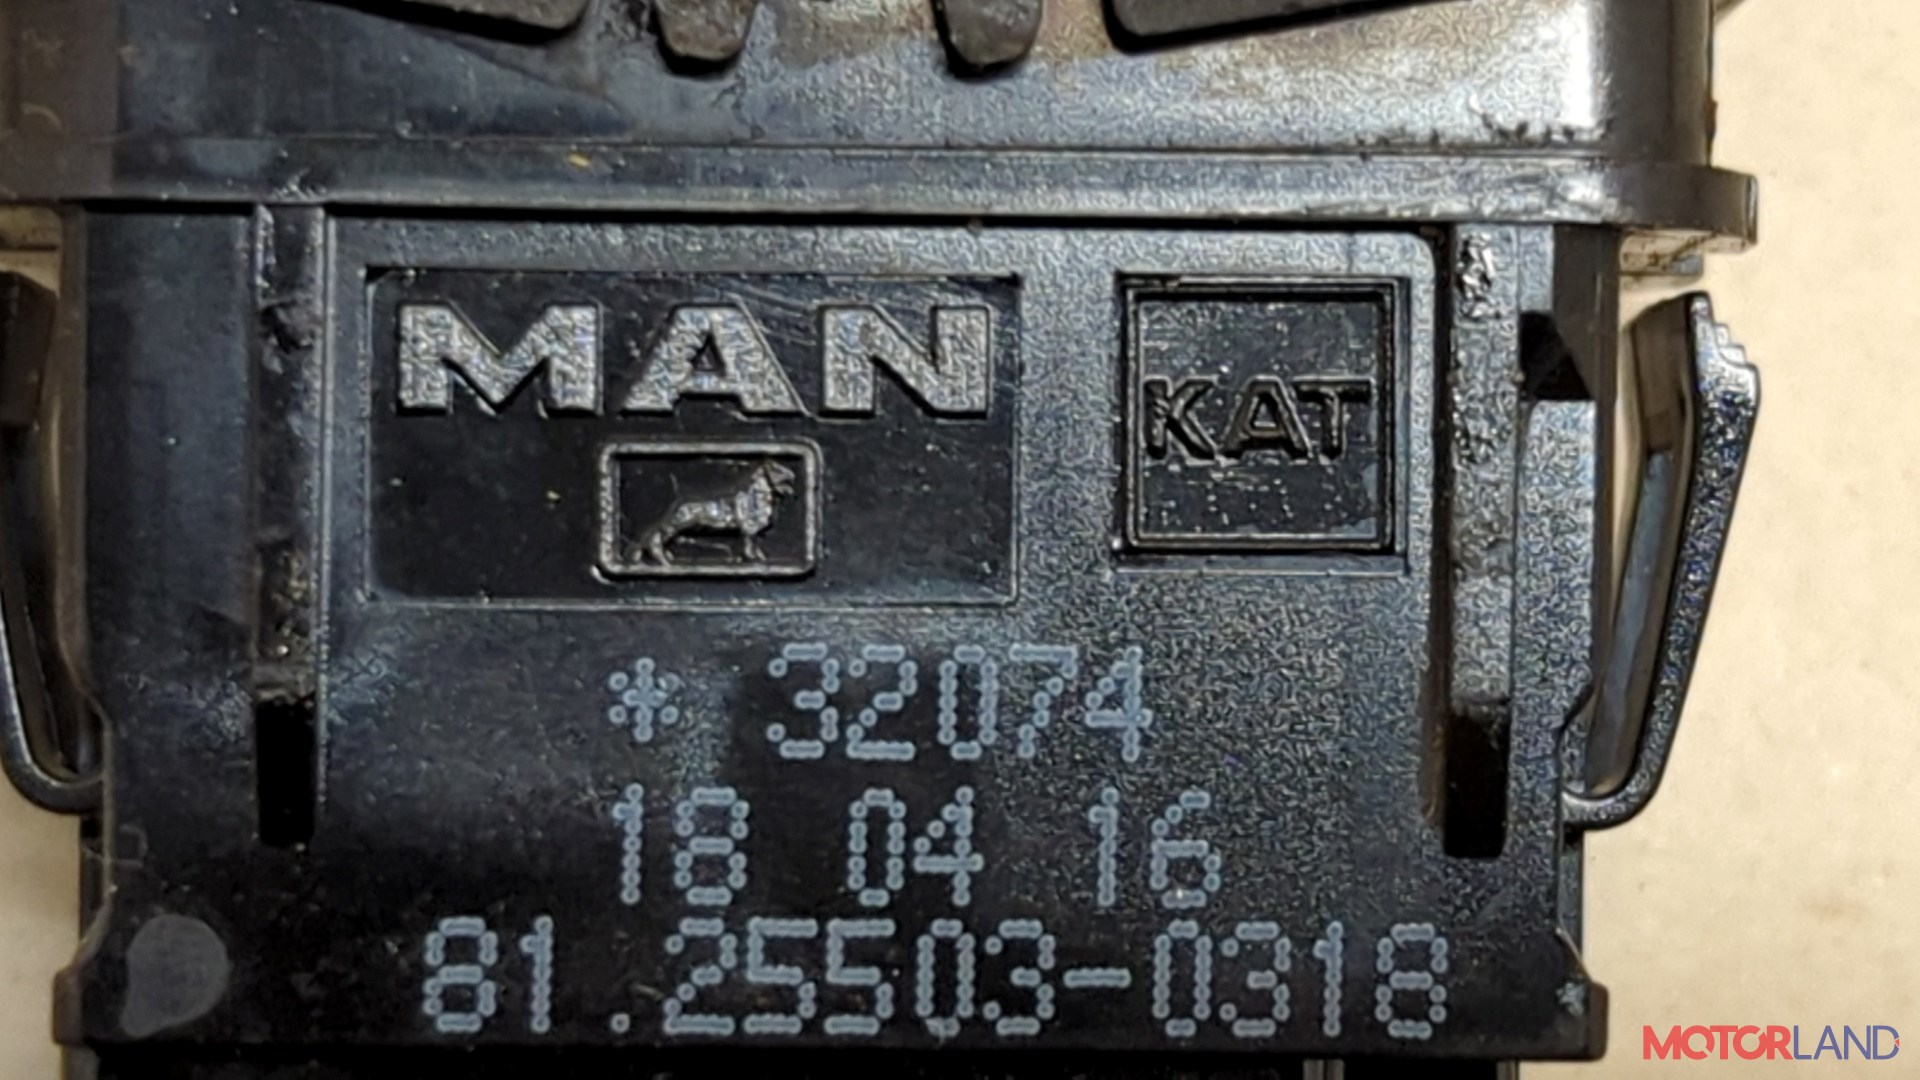 MAN
KAT
* 32074
18 04 16
81.25503-0318
MOTORLAND